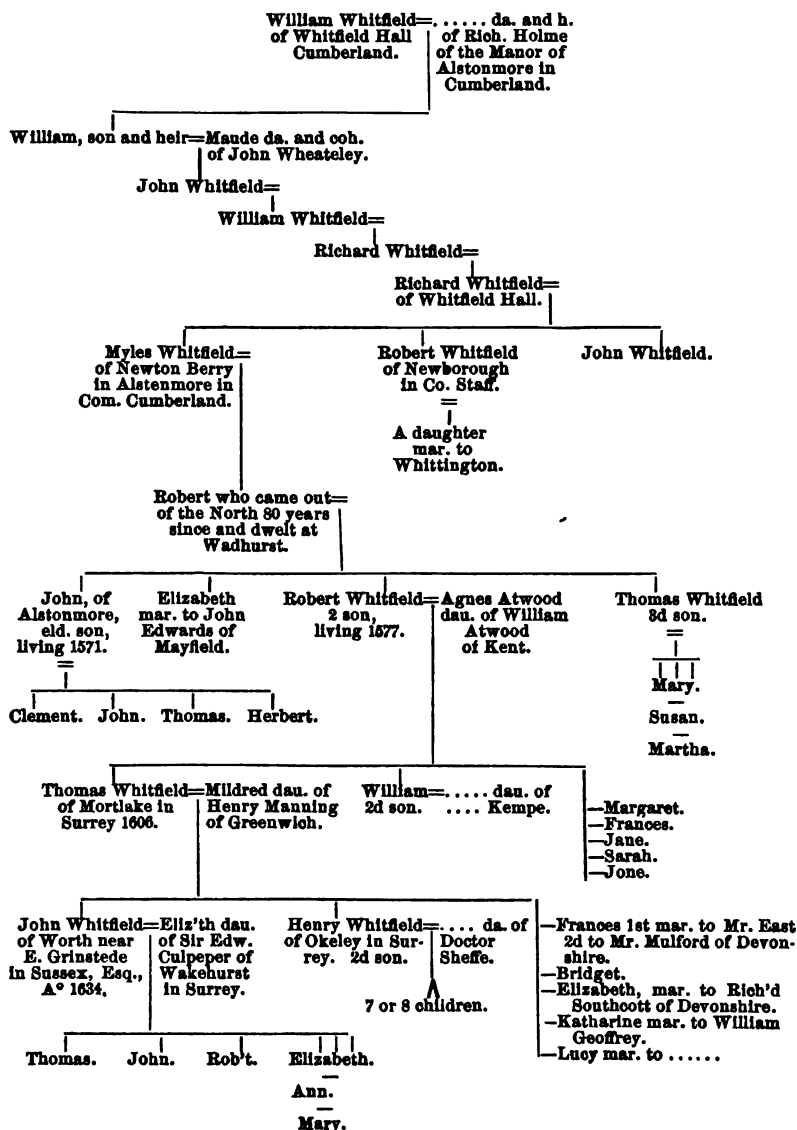 William Whitfield=. . . . . da. and h.
of Whitfield Hall of Rich. Holme
Cumberland. of the Manor of
Alstonmore in
Cumberland.
William, son and heir=Maude da. and coh.
of John Wheateley.
John Whitfield=
William Whitfield=
Richard Whitfield=
Richard Whitfield=
of Whitfield Hall.
Myles Whitfield=
of Newton Berry
in Alstenmore in
Com. Cumberland.
Robert Whitfield
of Newborough
in Co. Staff.
=
A daughter
mar. to
Whittington.
John Whitfield.
Robert who came out=
of the North 80 years
since and dwelt at
Wadhurst.
John, of
Alstonmore,
eld. son,
living 1571.
=
Elizabeth
mar. to John
Edwards of
Mayfield.
Robert Whitfield=Agnes Atwood
2 son, dau. of William
living 1577. Atwood
of Kent.
Thomas Whitfield
3d son.
=
Mary.
Susan.
Martha.
Clement. John. Thomas. Herbert.
Thomas Whitfield=Mildred dau. of
of Mortlake in Henry Manning
Surrey 1606. of Greenwich.
William=. . . . . dau. of
2d son. . . . . Kempe.
—Margaret.
—Frances.
—Jane.
—Sarah.
—Jone.
John Whitfield=Eliz'th dau.
of Worth near of Sir Edw.
E. Grinstede Culpeper of
in Sussex, Esq., Wakehurst
Aº 1634. in Surrey.
Henry Whitfield=. . . . da. of
of Okeley in Sur- Doctor
rey. 2d son. Sheffe.
7 or 8 children.
—Frances 1st mar. to Mr. East
2d to Mr. Mulford of Devon-
shire.
—Bridget.
—Elizabeth, mar. to Rich'd
Southcott of Devonshire.
—Katharine mar. to William
Geoffrey.
—Lucy mar. to . . . . . .
Thomas. John. Rob't. Elizabeth.
Ann.
Mary.